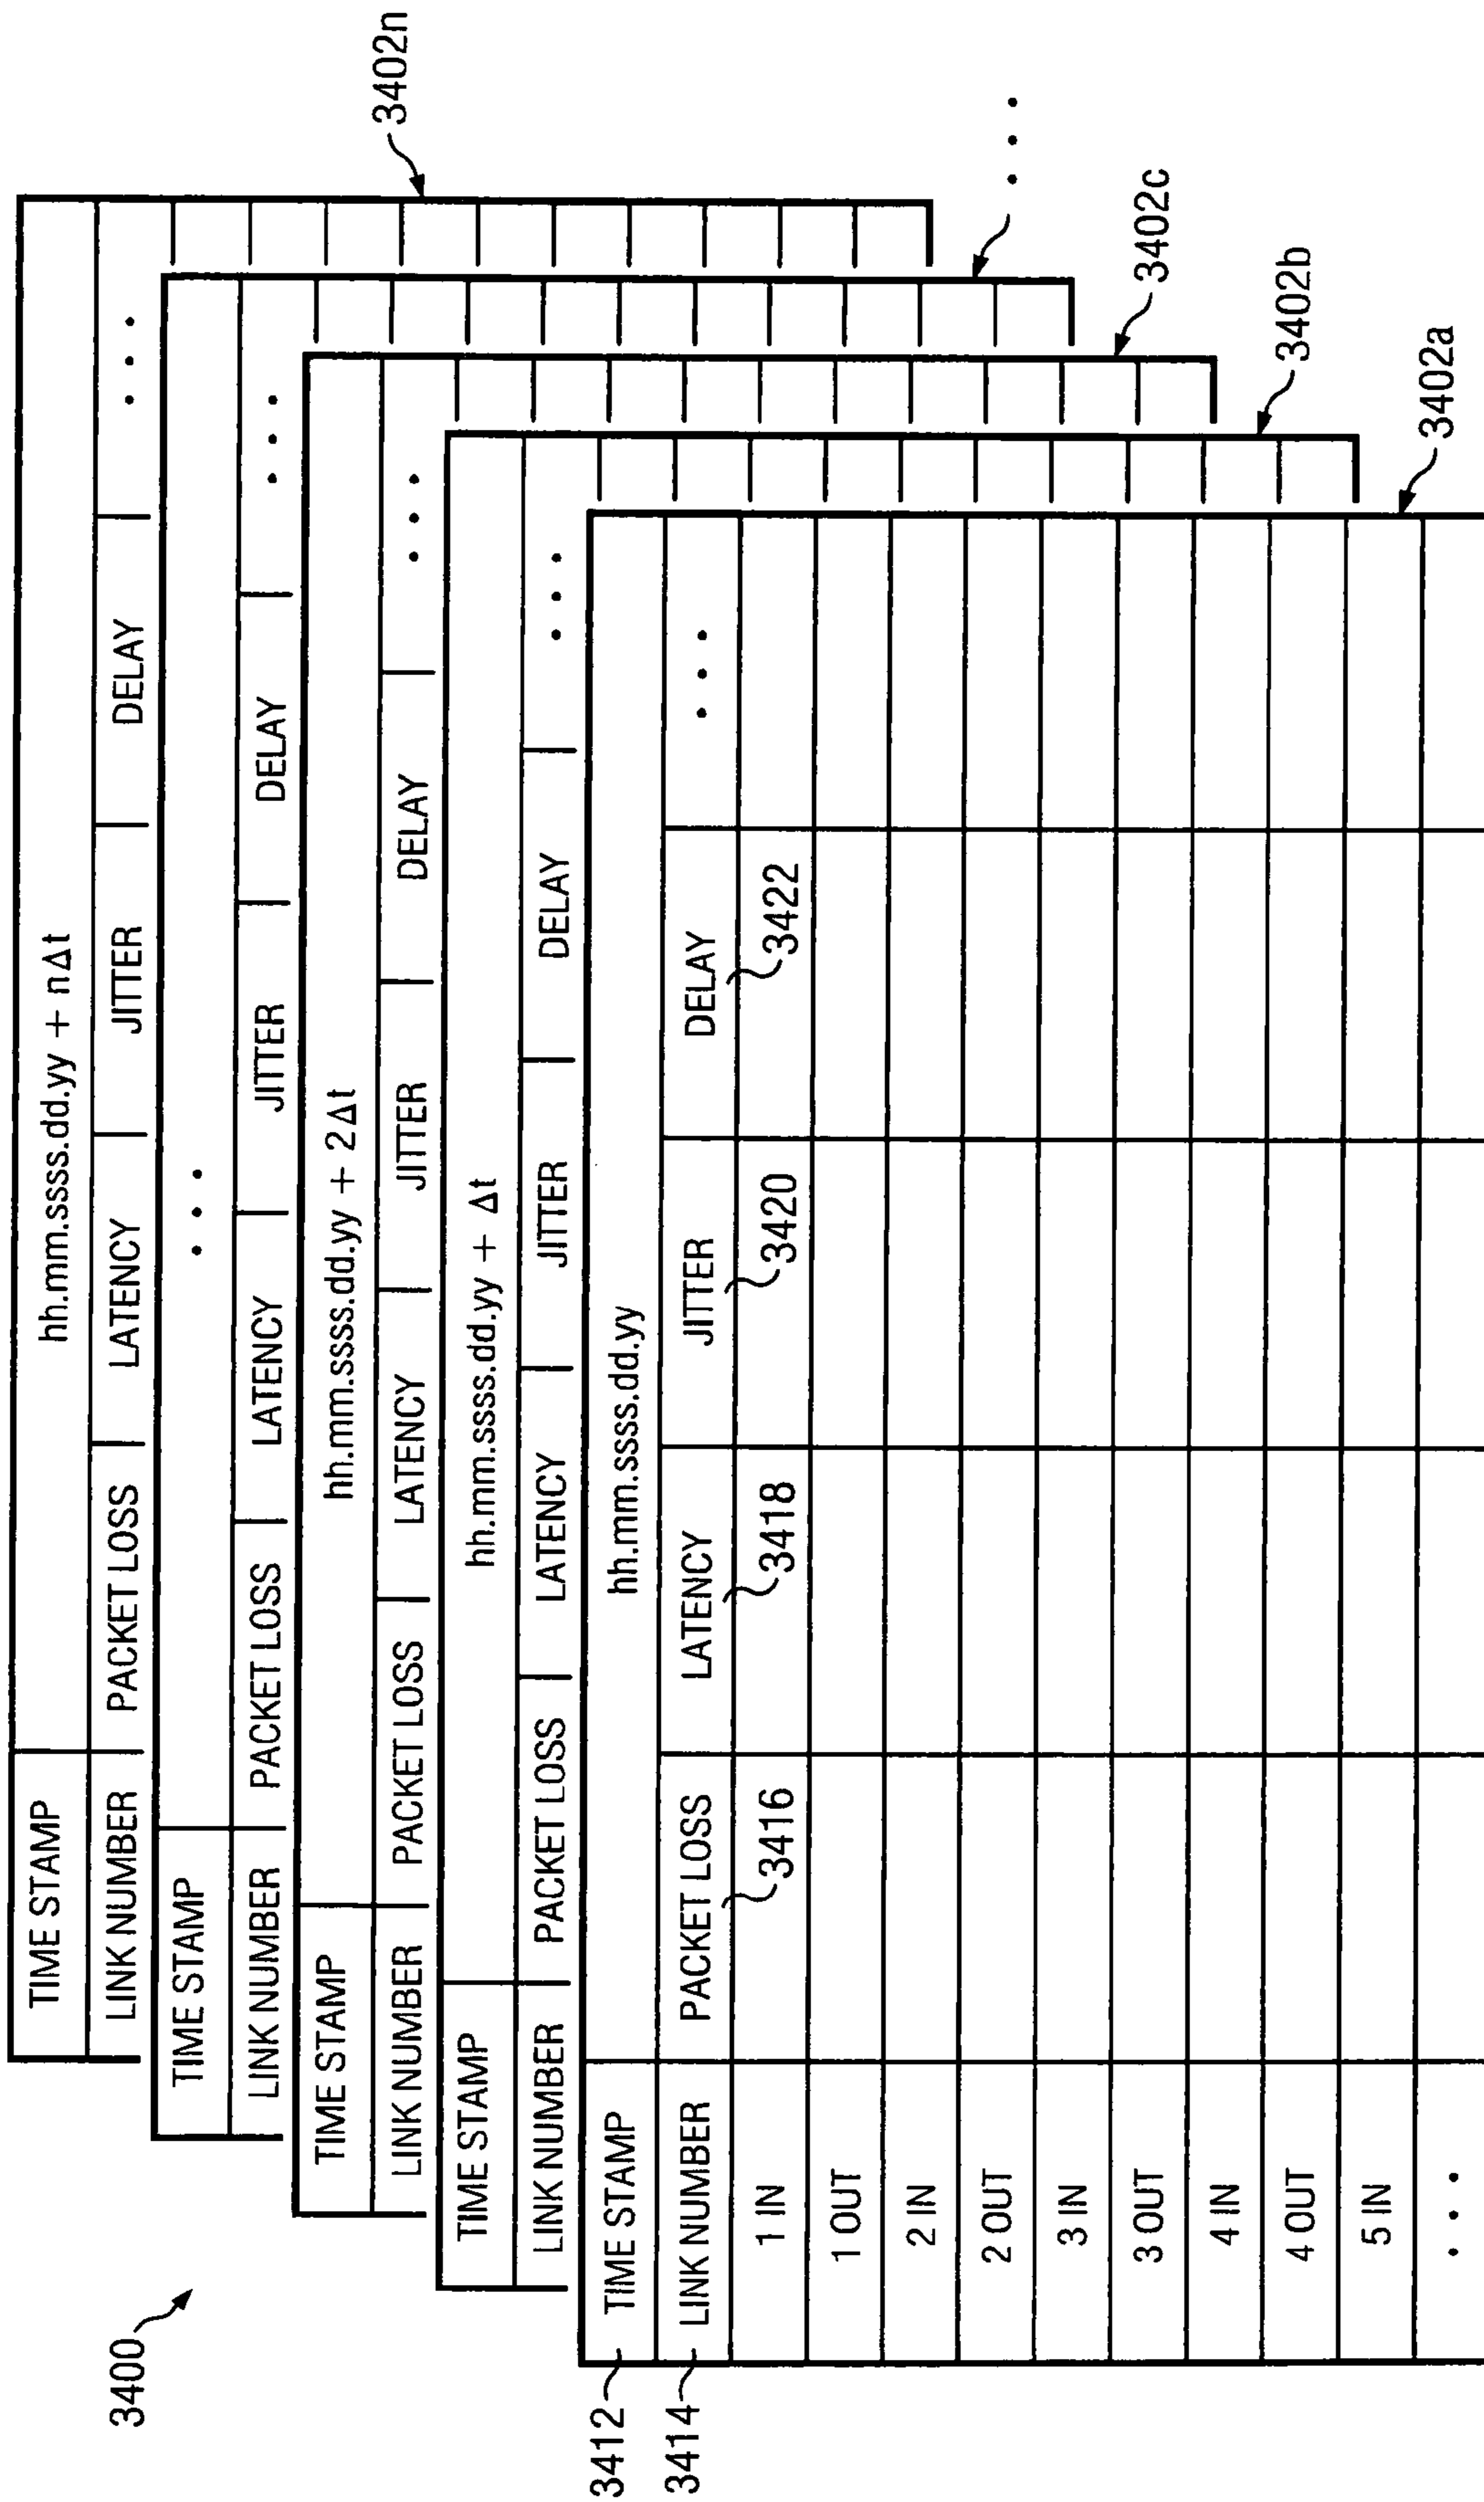 3400
TIME STAMP hh.mm.ssss.dd.yy + nΔt
LINK NUMBER PACKET LOSS LATENCY JITTER DELAY ...
3402n
TIME STAMP ...
LINK NUMBER PACKET LOSS LATENCY JITTER DELAY ...
...
TIME STAMP hh.mm.ssss.dd.yy + 2Δt
LINK NUMBER PACKET LOSS LATENCY JITTER DELAY ...
3402c
TIME STAMP hh.mm.ssss.dd.yy + Δt
LINK NUMBER PACKET LOSS LATENCY JITTER DELAY ...
3402b
3412 TIME STAMP hh.mm.ssss.dd.yy
3414 LINK NUMBER PACKET LOSS LATENCY JITTER DELAY ...
3416 3418 3420 3422
1 IN
1 OUT
2 IN
2 OUT
3 IN
3 OUT
4 IN
4 OUT
5 IN
...
3402a